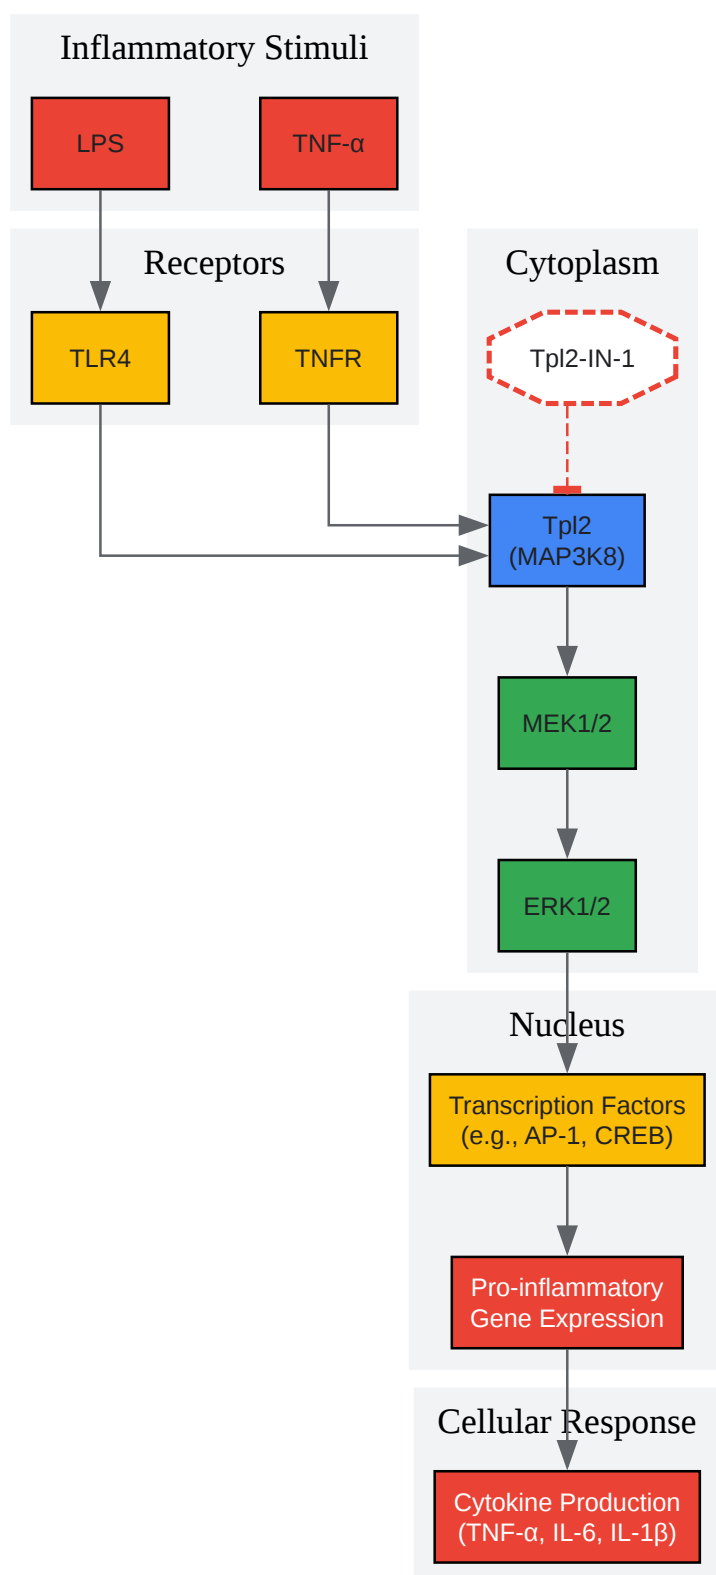 Inflammatory Stimuli
LPS
TNF-α
Receptors
TLR4
TNFR
Cytoplasm
Tpl2-IN-1
Tpl2
(MAP3K8)
MEK1/2
ERK1/2
Nucleus
Transcription Factors
(e.g., AP-1, CREB)
Pro-inflammatory
Gene Expression
Cellular Response
Cytokine Production
(TNF-α, IL-6, IL-1β)